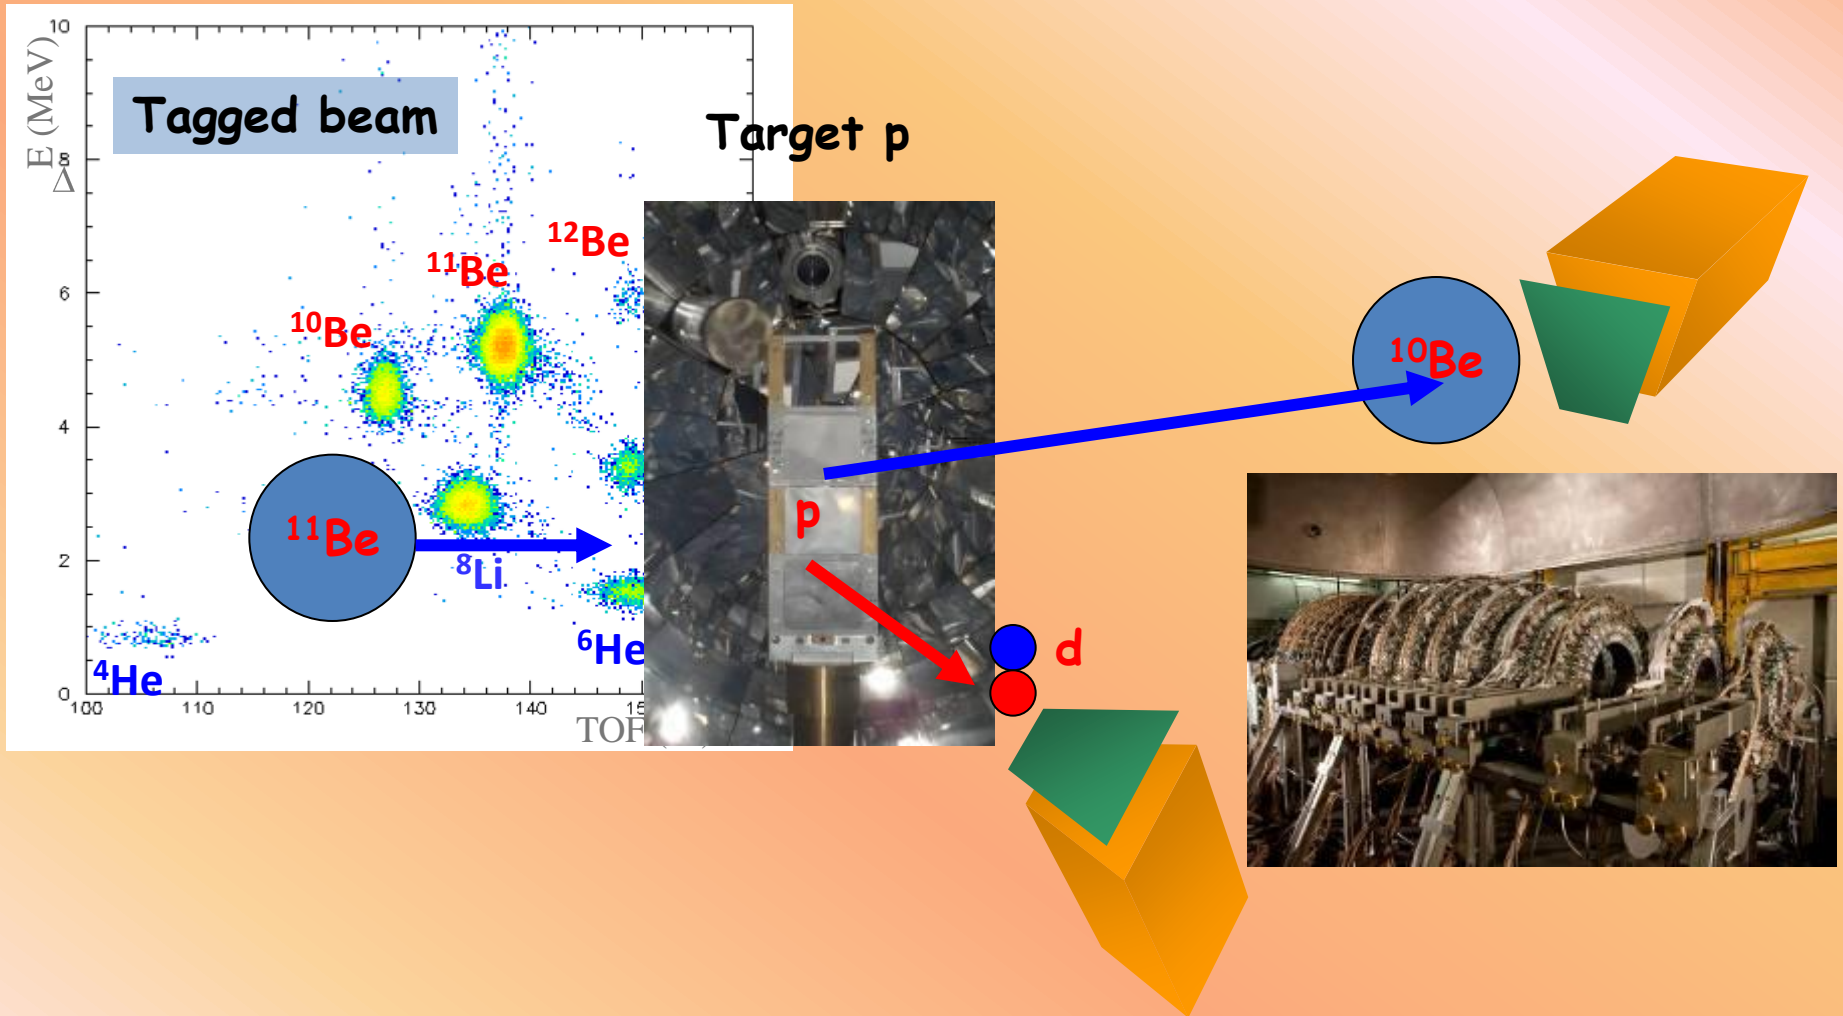 10
ΔE (MeV)
Tagged beam
Target p
8
¹²Be
¹¹Be
6
¹⁰Be
¹⁰Be
4
p
¹¹Be
2
⁸Li
⁶He
d
⁴He
0
100 110 120 130 140 15
TOF